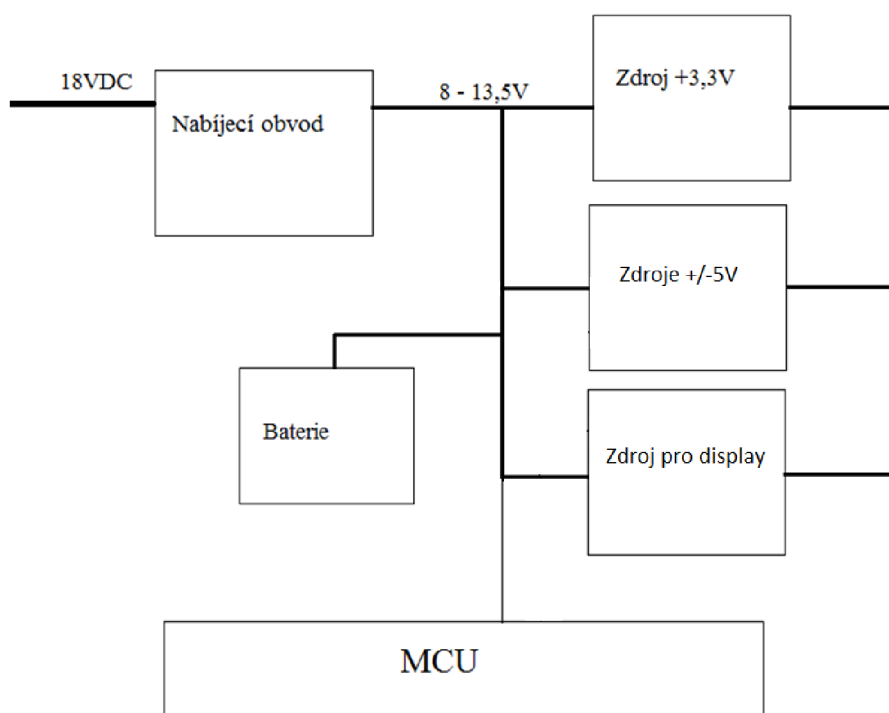 18VDC
Nabíjecí obvod
8 - 13,5V
Zdroj +3,3V
Zdroje +/-5V
Baterie
Zdroj pro display
MCU